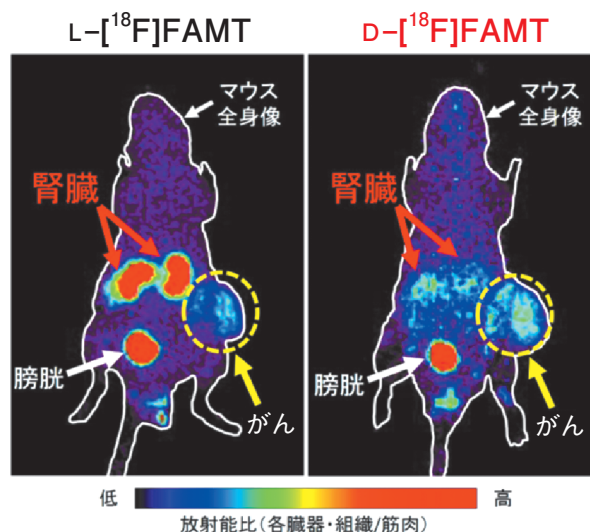 L-[¹⁸F]FAMT
D-[¹⁸F]FAMT
マウス
全身像
腎臓
膀胱
がん
マウス
全身像
腎臓
膀胱
がん
低
高
放射能比(各臓器・組織/筋肉)